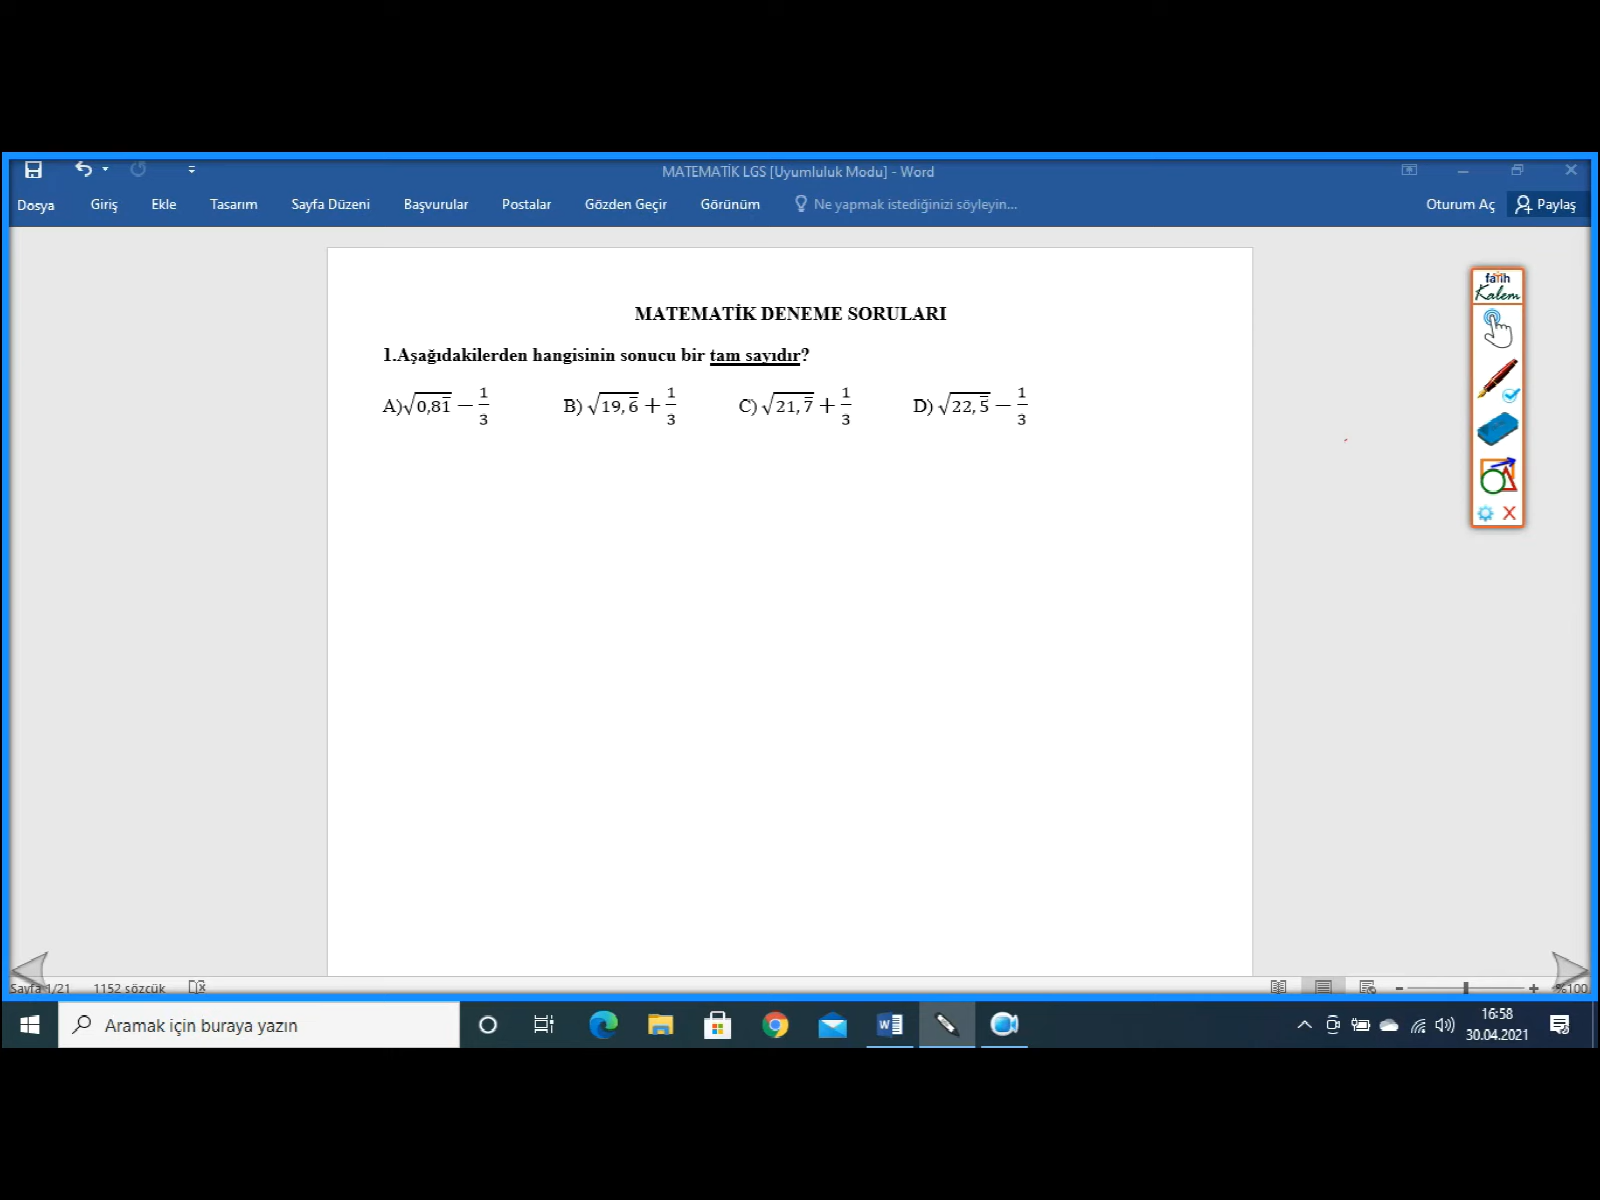 MATEMATİK LGS [Uyumluluk Modu] - Word
Dosya Giriş Ekle Tasarım Sayfa Düzeni Başvurular Postalar Gözden Geçir Görünüm Ne yapmak istediğinizi söyleyin... Oturum Aç Paylaş
fatih
Kalem
MATEMATİK DENEME SORULARI
1.Aşağıdakilerden hangisinin sonucu bir tam sayıdır?
A)√0,81̅ − 1/3 B) √19,6̅ + 1/3 C) √21,7̅ + 1/3 D) √22,5̅ − 1/3
Sayfa 1/21 1152 sözcük %100
Aramak için buraya yazın
16:58
30.04.2021